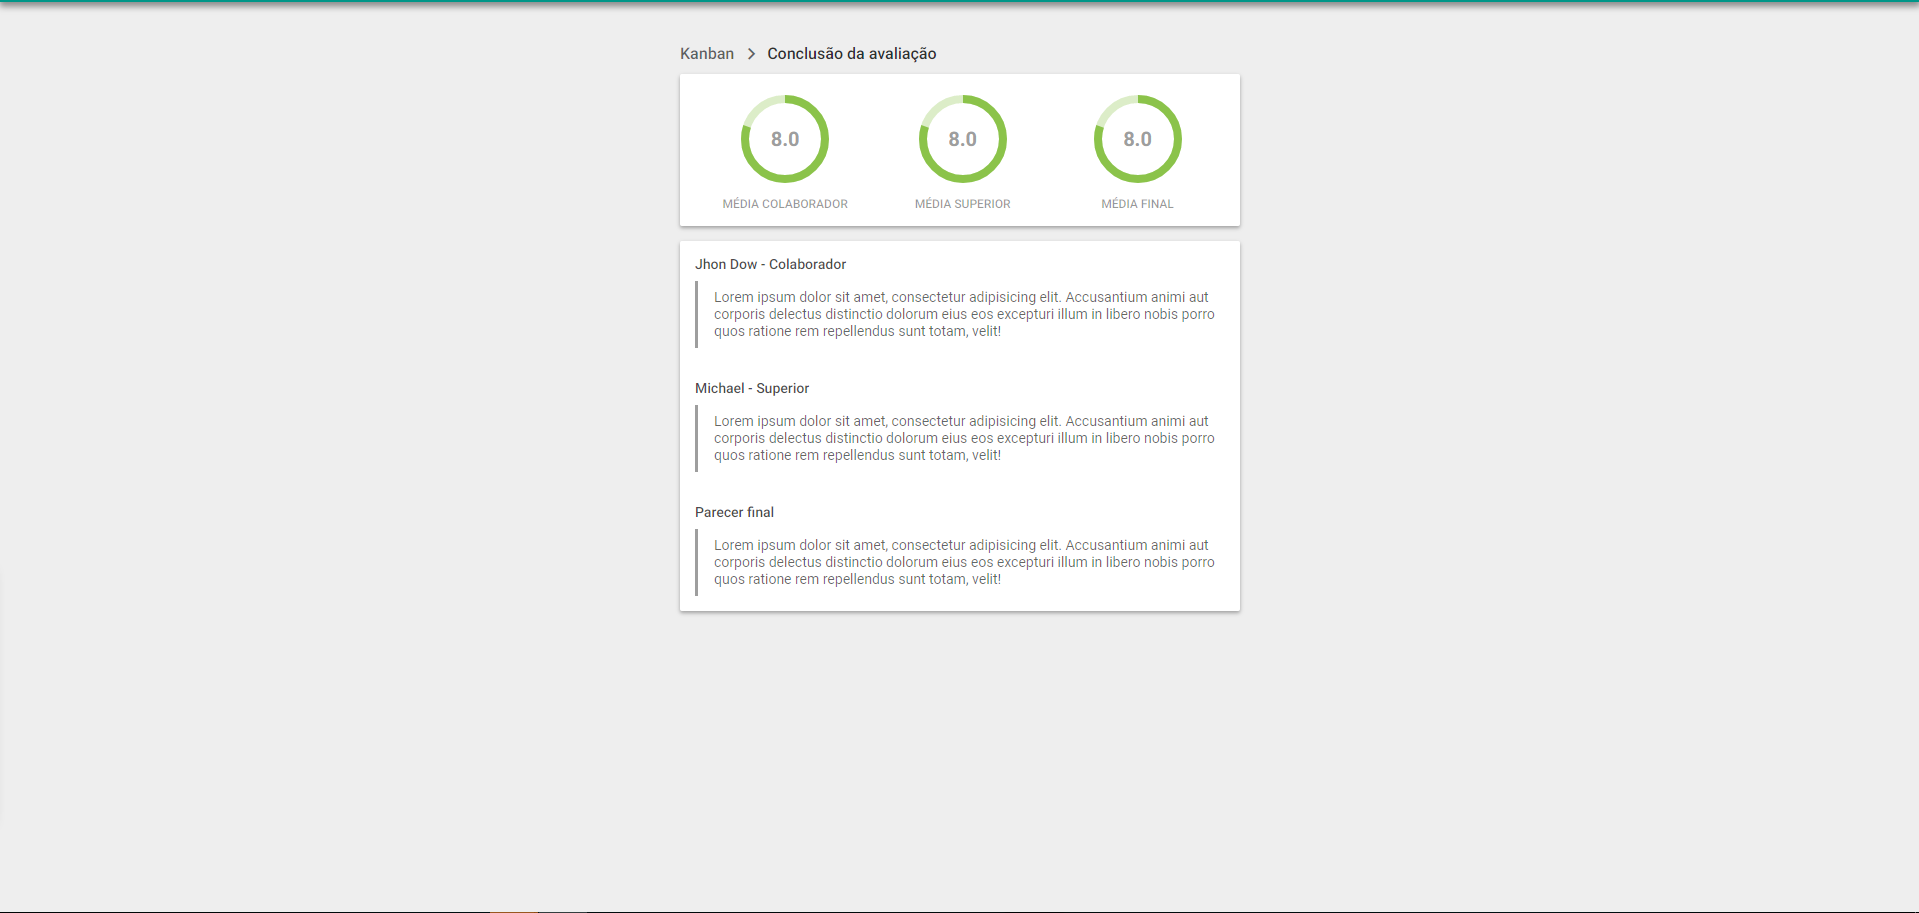 Kanban > Conclusão da avaliação
8.0 8.0 8.0
MÉDIA COLABORADOR MÉDIA SUPERIOR MÉDIA FINAL
Jhon Dow - Colaborador
Lorem ipsum dolor sit amet, consectetur adipisicing elit. Accusantium animi aut
corporis delectus distinctio dolorum eius eos excepturi illum in libero nobis porro
quos ratione rem repellendus sunt totam, velit!
Michael - Superior
Lorem ipsum dolor sit amet, consectetur adipisicing elit. Accusantium animi aut
corporis delectus distinctio dolorum eius eos excepturi illum in libero nobis porro
quos ratione rem repellendus sunt totam, velit!
Parecer final
Lorem ipsum dolor sit amet, consectetur adipisicing elit. Accusantium animi aut
corporis delectus distinctio dolorum eius eos excepturi illum in libero nobis porro
quos ratione rem repellendus sunt totam, velit!